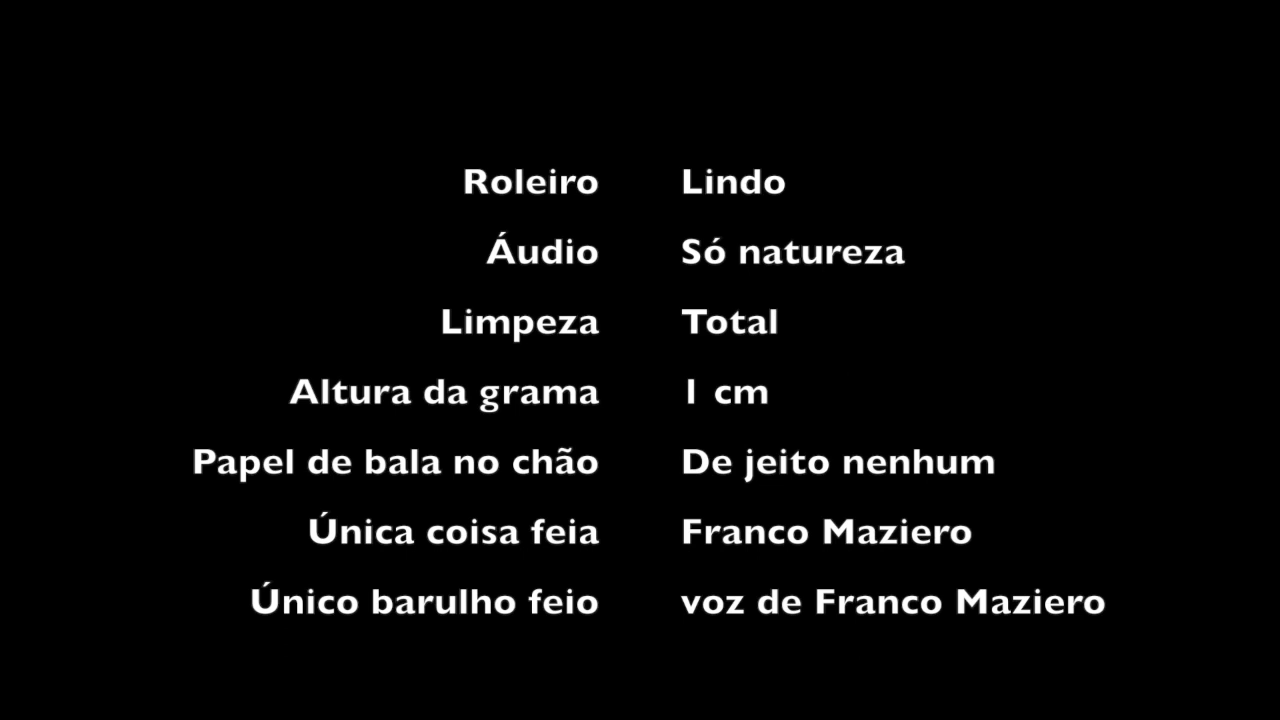 Roleiro Lindo
Áudio Só natureza
Limpeza Total
Altura da grama 1 cm
Papel de bala no chão De jeito nenhum
Única coisa feia Franco Maziero
Único barulho feio voz de Franco Maziero